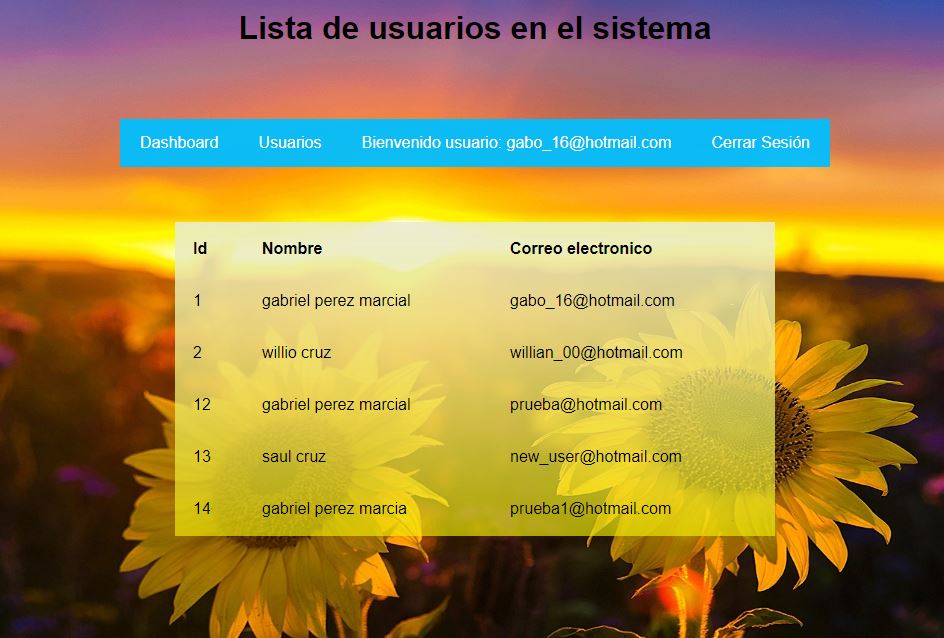 Lista de usuarios en el sistema
Dashboard Usuarios Bienvenido usuario: gabo_16@hotmail.com Cerrar Sesión
Id Nombre Correo electronico
1 gabriel perez marcial gabo_16@hotmail.com
2 willio cruz willian_00@hotmail.com
12 gabriel perez marcial prueba@hotmail.com
13 saul cruz new_user@hotmail.com
14 gabriel perez marcia prueba1@hotmail.com